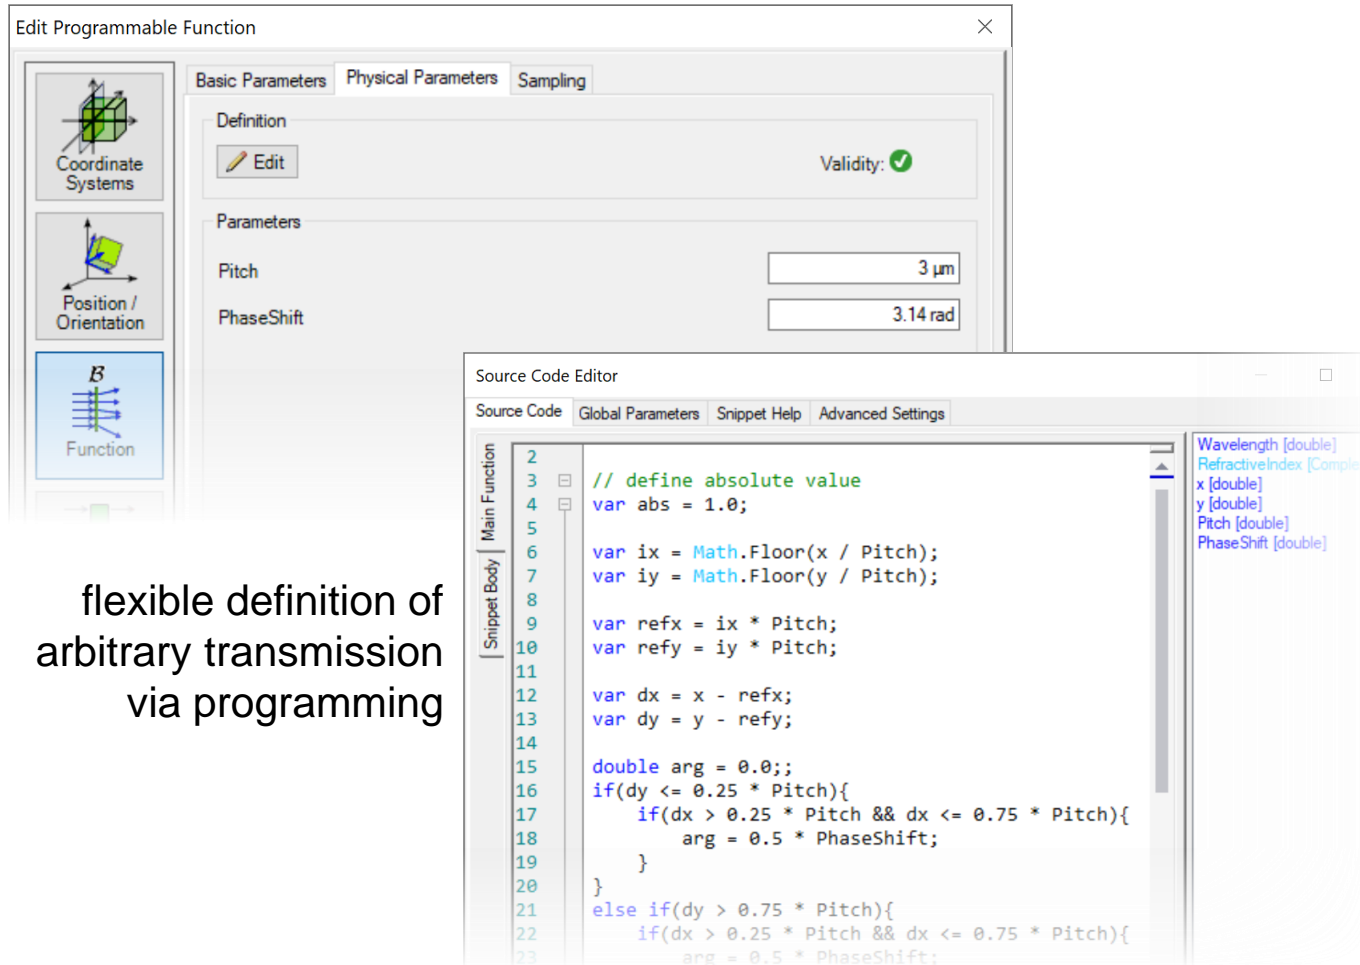 Edit Programmable Function
Coordinate
Systems
Position /
Orientation
B
Function
Basic Parameters
Physical Parameters
Sampling
Definition
Edit
Validity:
Parameters
Pitch
3 µm
PhaseShift
3.14 rad
flexible definition of
arbitrary transmission
via programming
Source Code Editor
Source Code
Global Parameters
Snippet Help
Advanced Settings
Main Function
Snippet Body
2
3 // define absolute value
4 var abs = 1.0;
5
6 var ix = Math.Floor(x / Pitch);
7 var iy = Math.Floor(y / Pitch);
8
9 var refx = ix * Pitch;
10 var refy = iy * Pitch;
11
12 var dx = x - refx;
13 var dy = y - refy;
14
15 double arg = 0.0;;
16 if(dy <= 0.25 * Pitch){
17 if(dx > 0.25 * Pitch && dx <= 0.75 * Pitch){
18 arg = 0.5 * PhaseShift;
19 }
20 }
21 else if(dy > 0.75 * Pitch){
22 if(dx > 0.25 * Pitch && dx <= 0.75 * Pitch){
23 arg = 0.5 * PhaseShift;
Wavelength [double]
RefractiveIndex [Comple
x [double]
y [double]
Pitch [double]
PhaseShift [double]